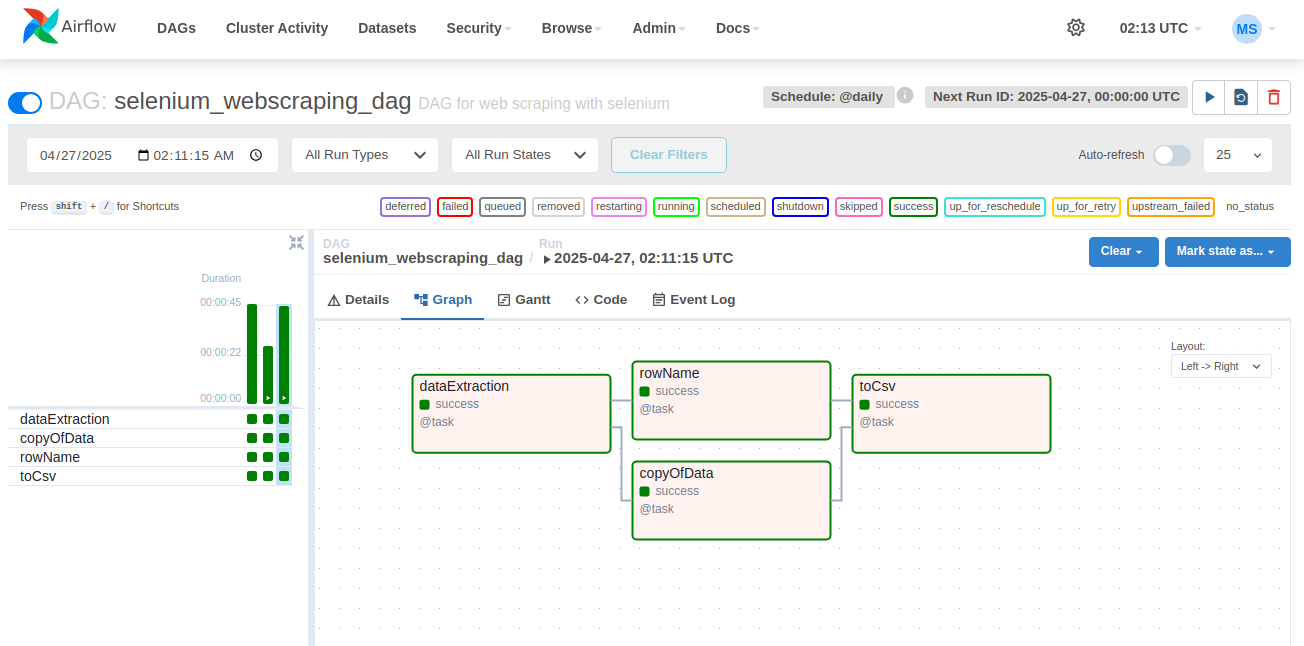 Airflow DAGs Cluster Activity Datasets Security Browse Admin Docs 02:13 UTC MS
DAG: selenium_webscraping_dag DAG for web scraping with selenium Schedule: @daily i Next Run ID: 2025-04-27, 00:00:00 UTC
04/27/2025 02:11:15 AM All Run Types All Run States Clear Filters Auto-refresh 25
Press shift + / for Shortcuts deferred failed queued removed restarting running scheduled shutdown skipped success up_for_reschedule up_for_retry upstream_failed no_status
DAG
selenium_webscraping_dag
/
Run
2025-04-27, 02:11:15 UTC
Clear Mark state as...
Duration
00:00:45
00:00:22
00:00:00
dataExtraction
copyOfData
rowName
toCsv
Details Graph Gantt Code Event Log
Layout:
Left -> Right
dataExtraction
success
@task
rowName
success
@task
copyOfData
success
@task
toCsv
success
@task